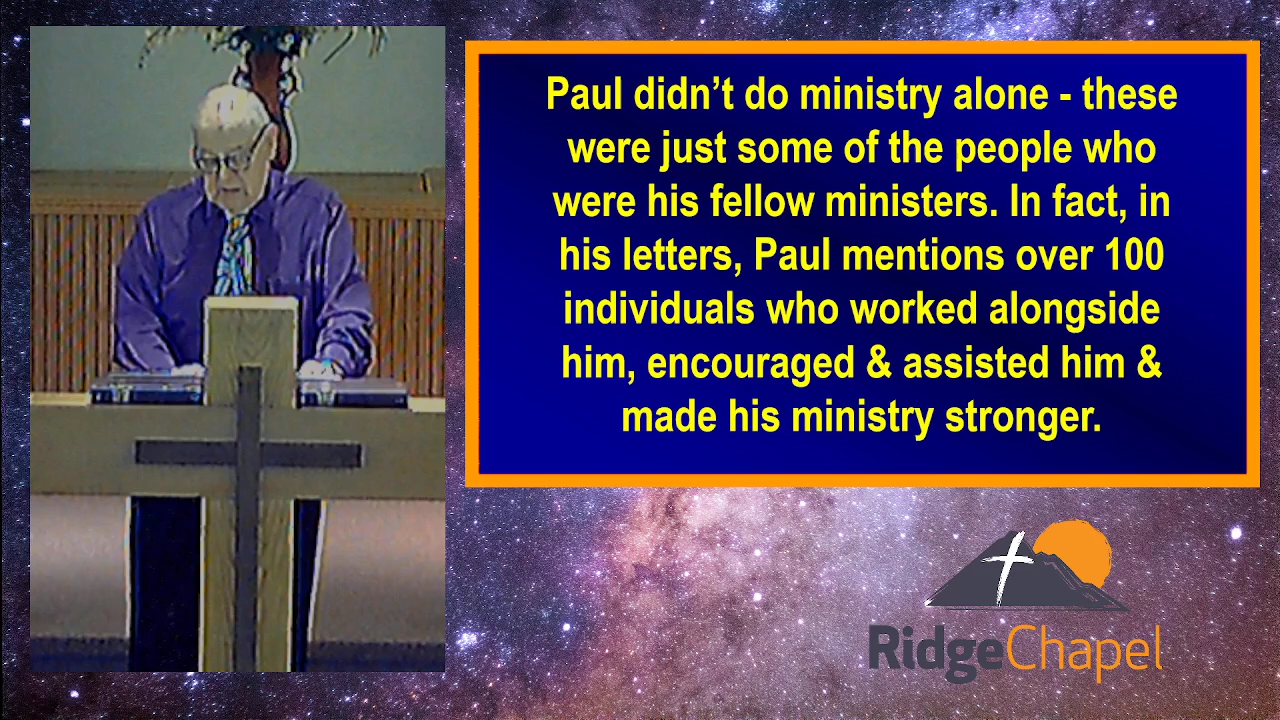 Paul didn’t do ministry alone - these
were just some of the people who
were his fellow ministers. In fact, in
his letters, Paul mentions over 100
individuals who worked alongside
him, encouraged & assisted him &
made his ministry stronger.
RidgeChapel